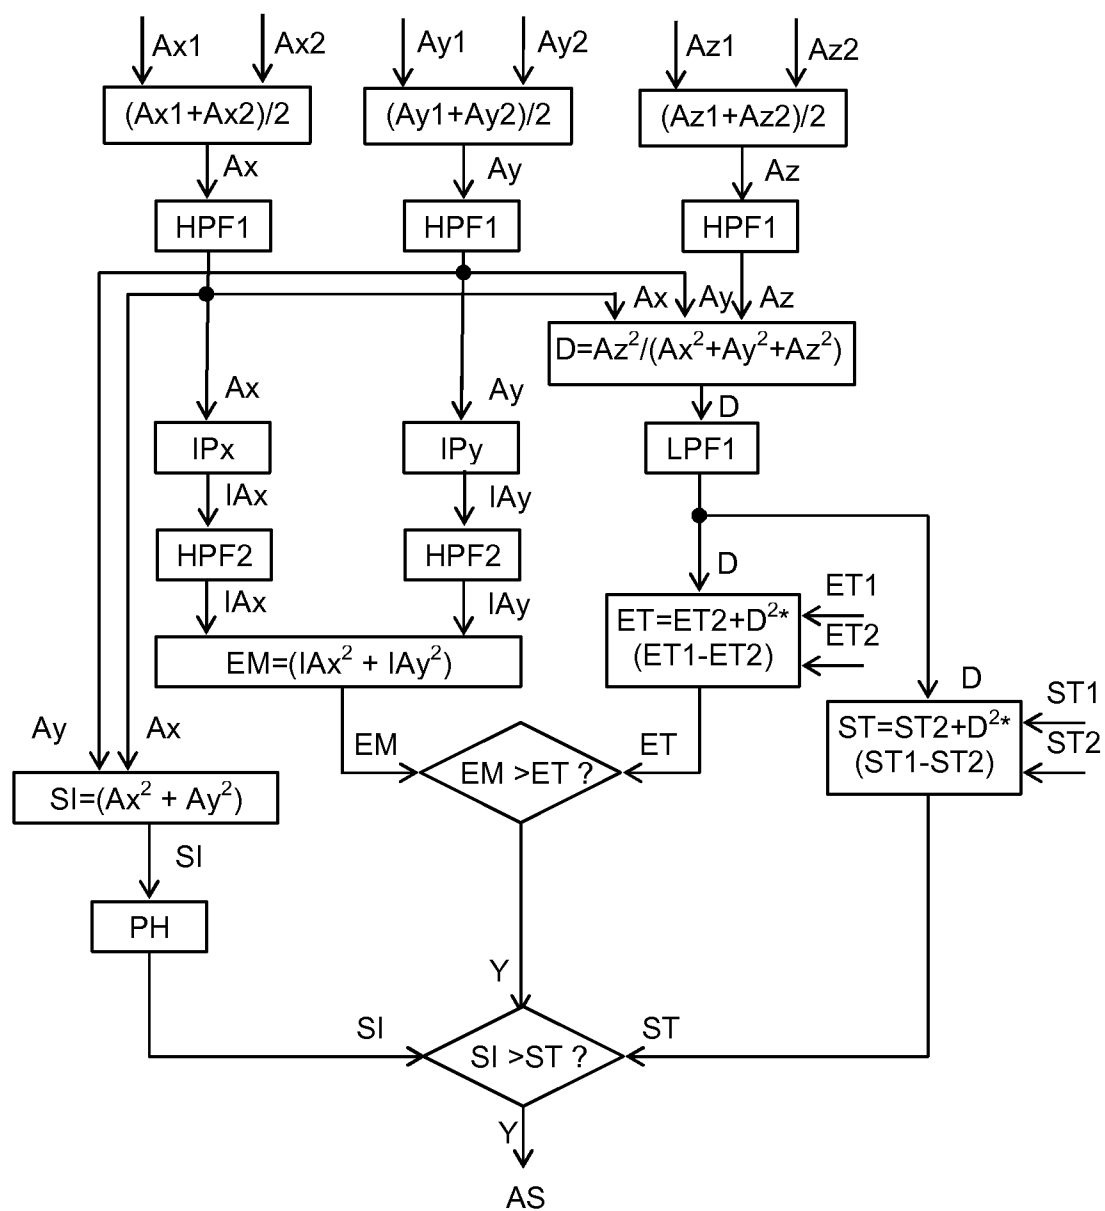 Ax1 Ax2 Ay1 Ay2 Az1 Az2
(Ax1+Ax2)/2 (Ay1+Ay2)/2 (Az1+Az2)/2
Ax Ay Az
HPF1 HPF1 HPF1
Ax Ay Az
D=Az²/(Ax²+Ay²+Az²)
Ax Ay D
IPx IPy LPF1
IAx IAy
HPF2 HPF2 D
IAx IAy ET1
ET=ET2+D²*
(ET1-ET2)
ET2
EM=(IAx² + IAy²)
D ST1
ST=ST2+D²*
(ST1-ST2)
ST2
Ay Ax EM ET
EM >ET ?
SI=(Ax² + Ay²)
SI
PH
Y
SI ST
SI >ST ?
Y
AS